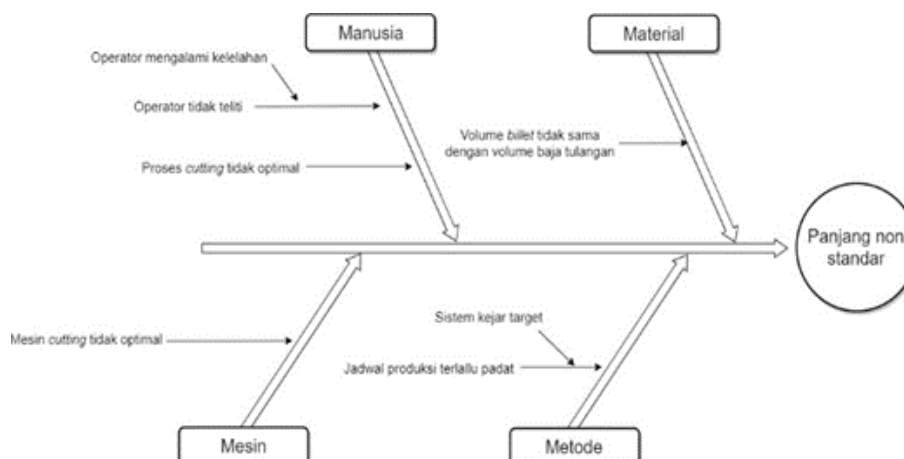 Manusia
Material
Operator mengalami kelelahan
Operator tidak teliti
Proses cutting tidak optimal
Volume billet tidak sama
dengan volume baja tulangan
Panjang non
standar
Sistem kejar target
Mesin cutting tidak optimal
Jadwal produksi terlallu padat
Mesin
Metode